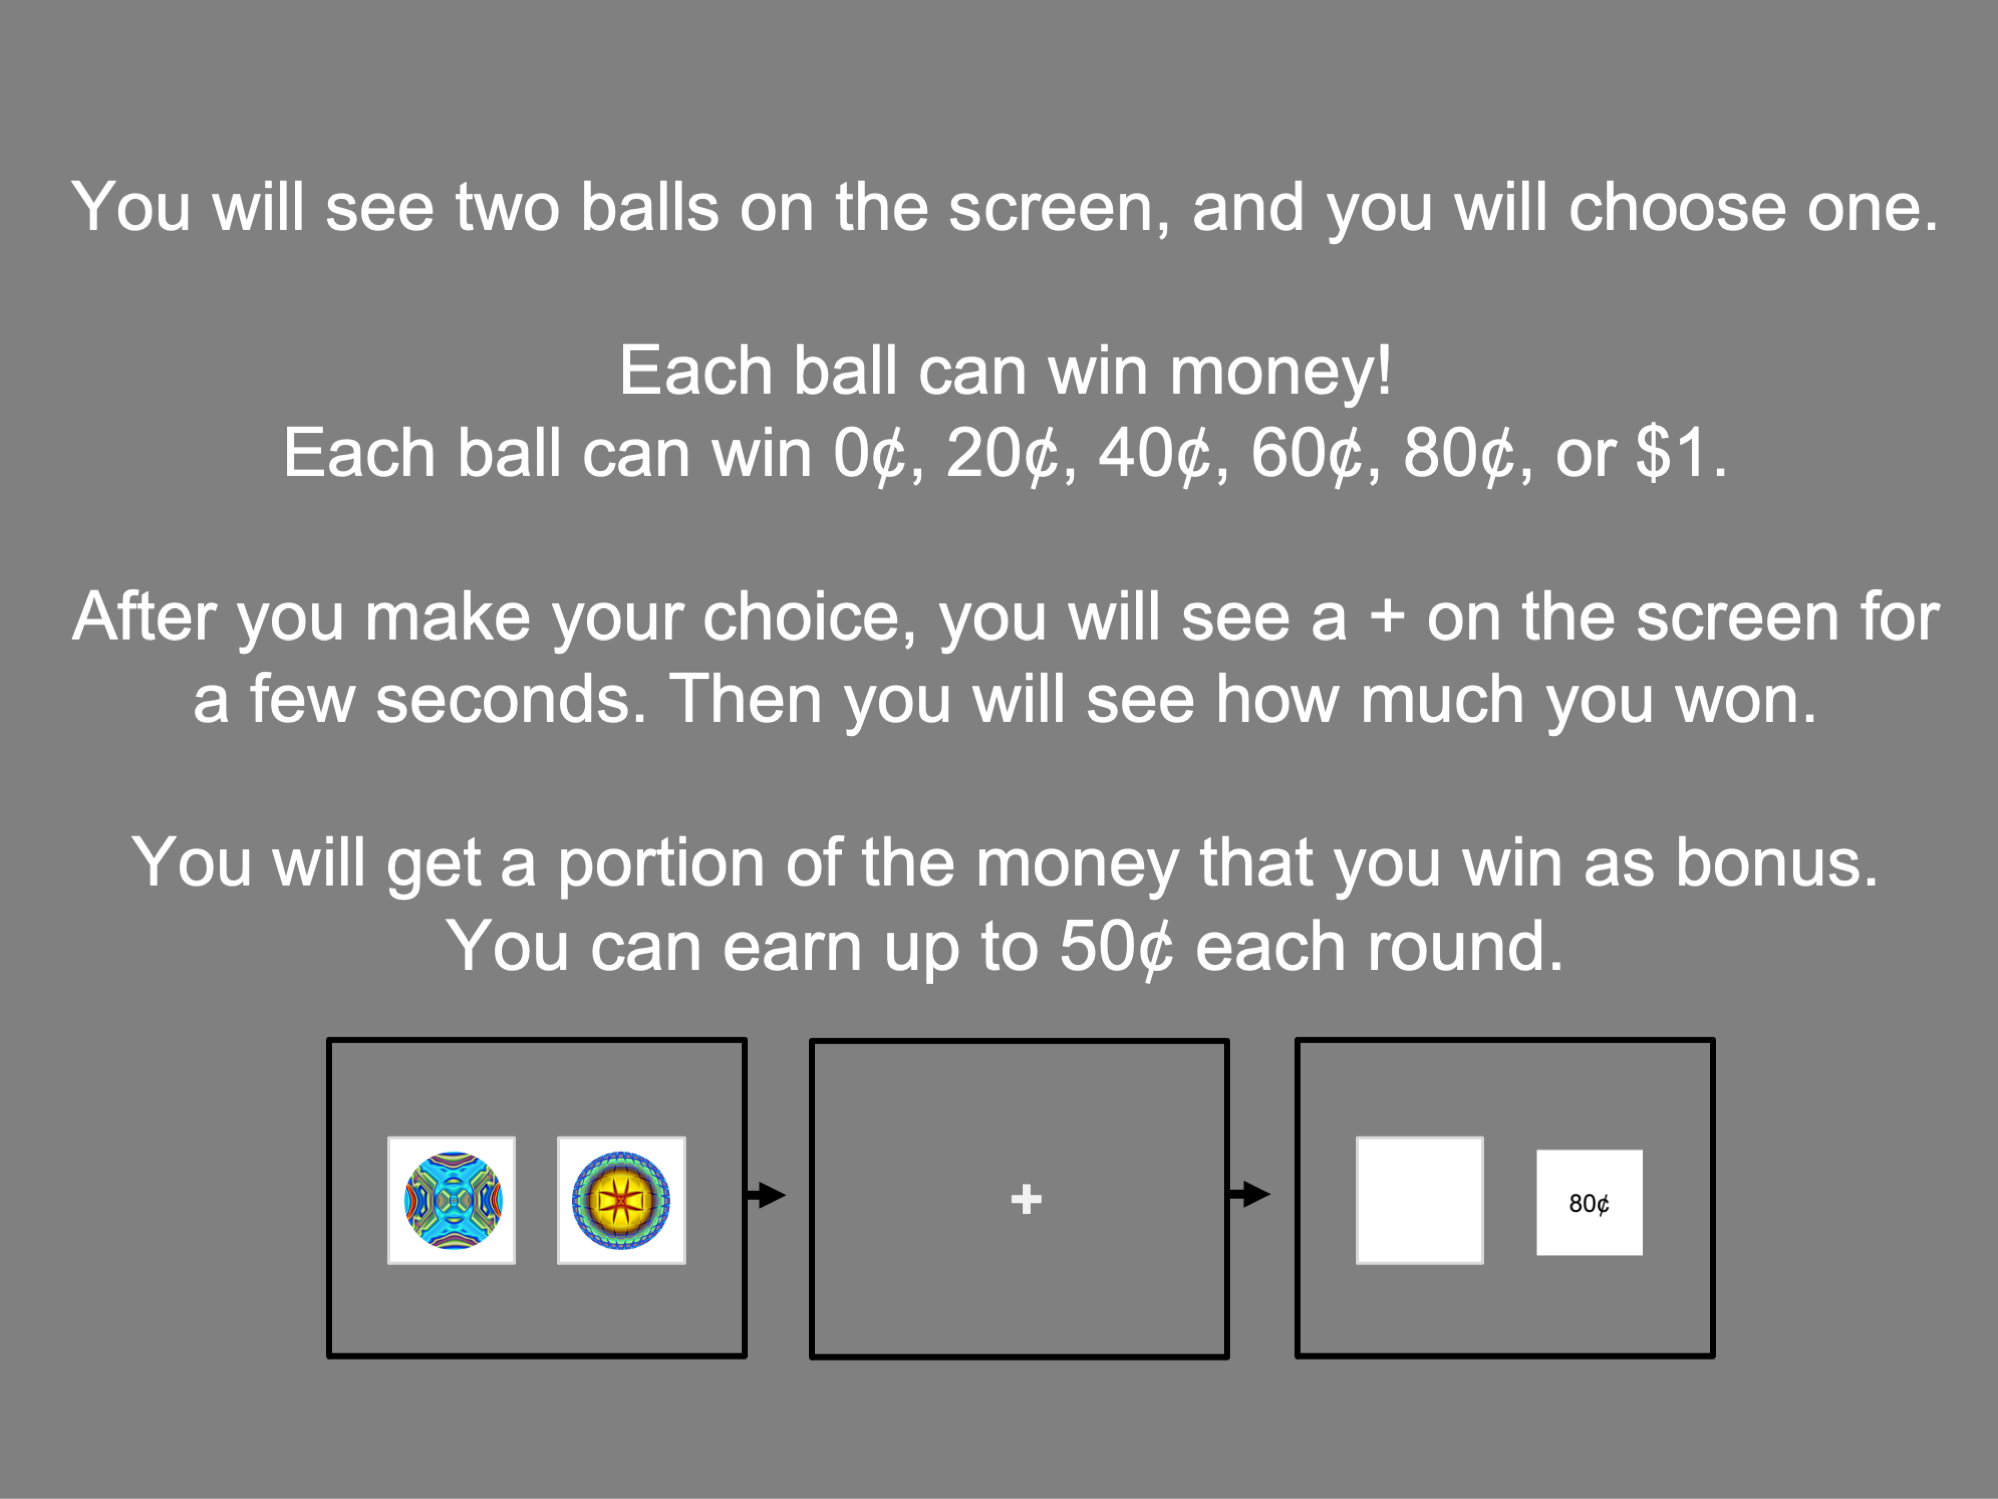 You will see two balls on the screen, and you will choose one.
Each ball can win money!
Each ball can win 0¢, 20¢, 40¢, 60¢, 80¢, or $1.
After you make your choice, you will see a + on the screen for
a few seconds. Then you will see how much you won.
You will get a portion of the money that you win as bonus.
You can earn up to 50¢ each round.
+
80¢